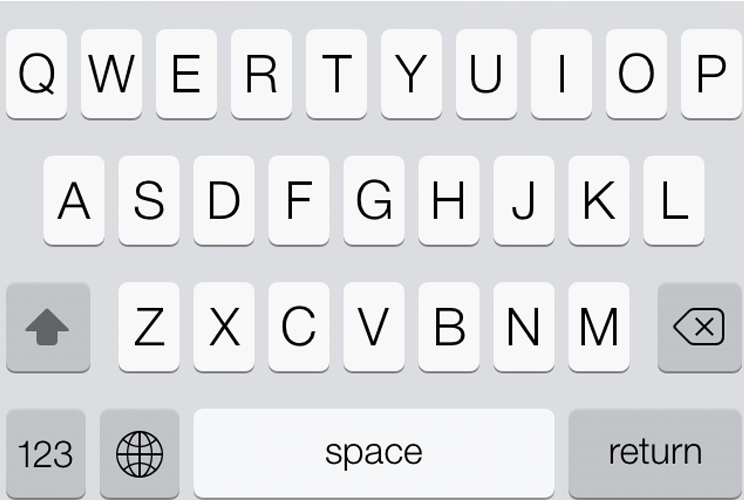 Q W E R T Y U I O P
A S D F G H J K L
Z X C V B N M
123 space return